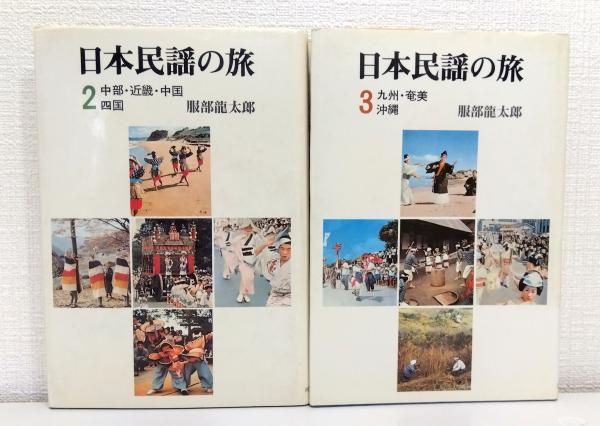 日本民謡の旅
2 中部・近畿・中国
四国
服部龍太郎
日本民謡の旅
3 九州・奄美
沖縄
服部龍太郎